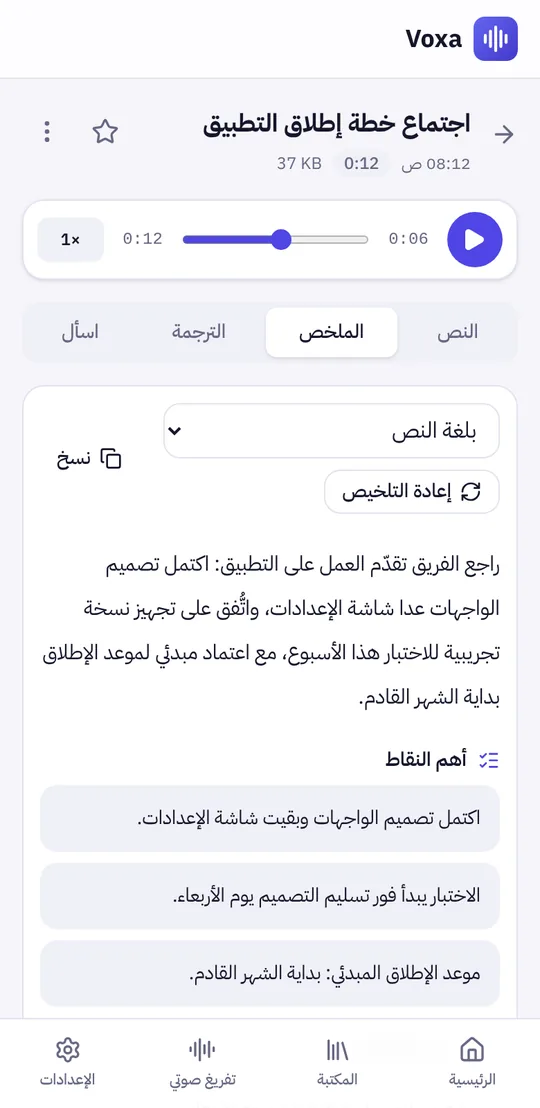 Voxa
اجتماع خطة إطلاق التطبيق
08:12 ص 0:12 37 KB
0:06 0:12 1×
النص الملخص الترجمة اسأل
بلغة النص
نسخ
إعادة التلخيص
راجع الفريق تقدّم العمل على التطبيق: اكتمل تصميم
الواجهات عدا شاشة الإعدادات، واتُّفق على تجهيز نسخة
تجريبية للاختبار هذا الأسبوع، مع اعتماد مبدئي لموعد الإطلاق
بداية الشهر القادم.
أهم النقاط
اكتمل تصميم الواجهات وبقيت شاشة الإعدادات.
الاختبار يبدأ فور تسليم التصميم يوم الأربعاء.
موعد الإطلاق المبدئي: بداية الشهر القادم.
الرئيسية المكتبة تفريغ صوتي الإعدادات